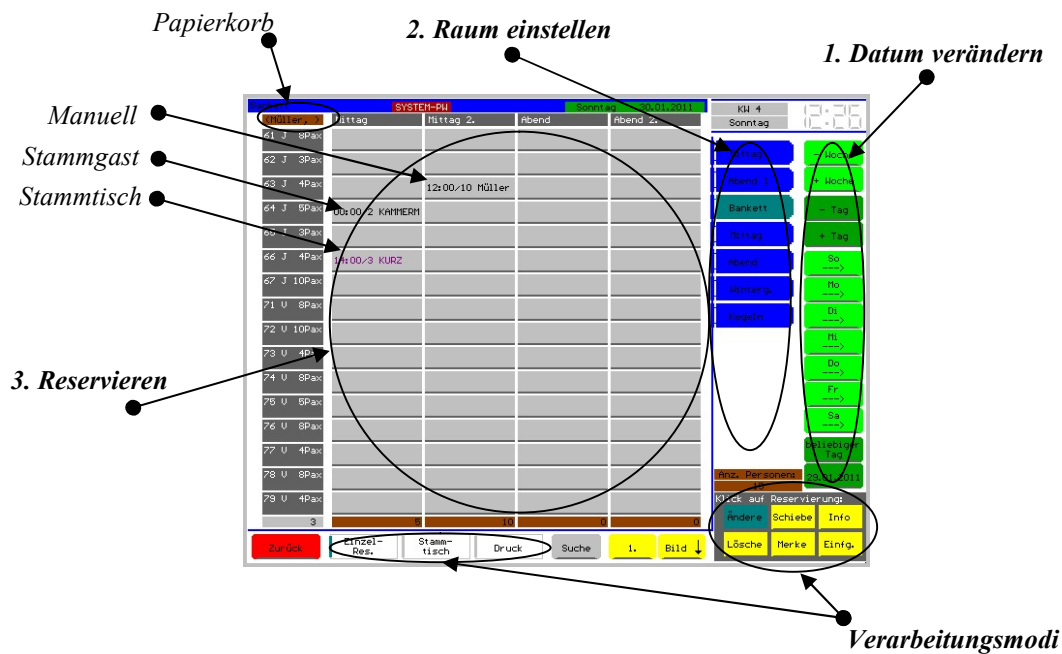 Papierkorb
2. Raum einstellen
1. Datum verändern
Manuell
Stammgast
Stammtisch
3. Reservieren
Verarbeitungsmodi
SYSTEM-PW
Sonntag 30.01.2011
KW 4
Sonntag
12:26
(Müller, ) Mittag Mittag 2. Abend Abend 2.
61 J 8Pax
62 J 3Pax
63 J 4Pax 12:00/10 Müller
64 J 5Pax 00:00/2 KAMMERM
65 J 3Pax
66 J 4Pax 14:00/3 KURZ
67 J 10Pax
71 V 8Pax
72 V 10Pax
73 V 4Pax
74 V 8Pax
75 V 5Pax
76 V 8Pax
77 V 4Pax
78 V 8Pax
79 V 4Pax
3 5 10 0 0
Mittag
Abend
Bankett
Mittag
Abend
Winterg.
Kegeln
- Woche
+ Woche
- Tag
+ Tag
So
--->
Mo
--->
Di
--->
Mi
--->
Do
--->
Fr
--->
Sa
--->
beliebiger
Tag
29.01.2011
Anz. Personen:
Klick auf Reservierung:
Ändere Schiebe Info
Lösche Merke Einfg.
Zurück
Einzel-
Res.
Stamm-
tisch
Druck
Suche
1.
Bild ↓